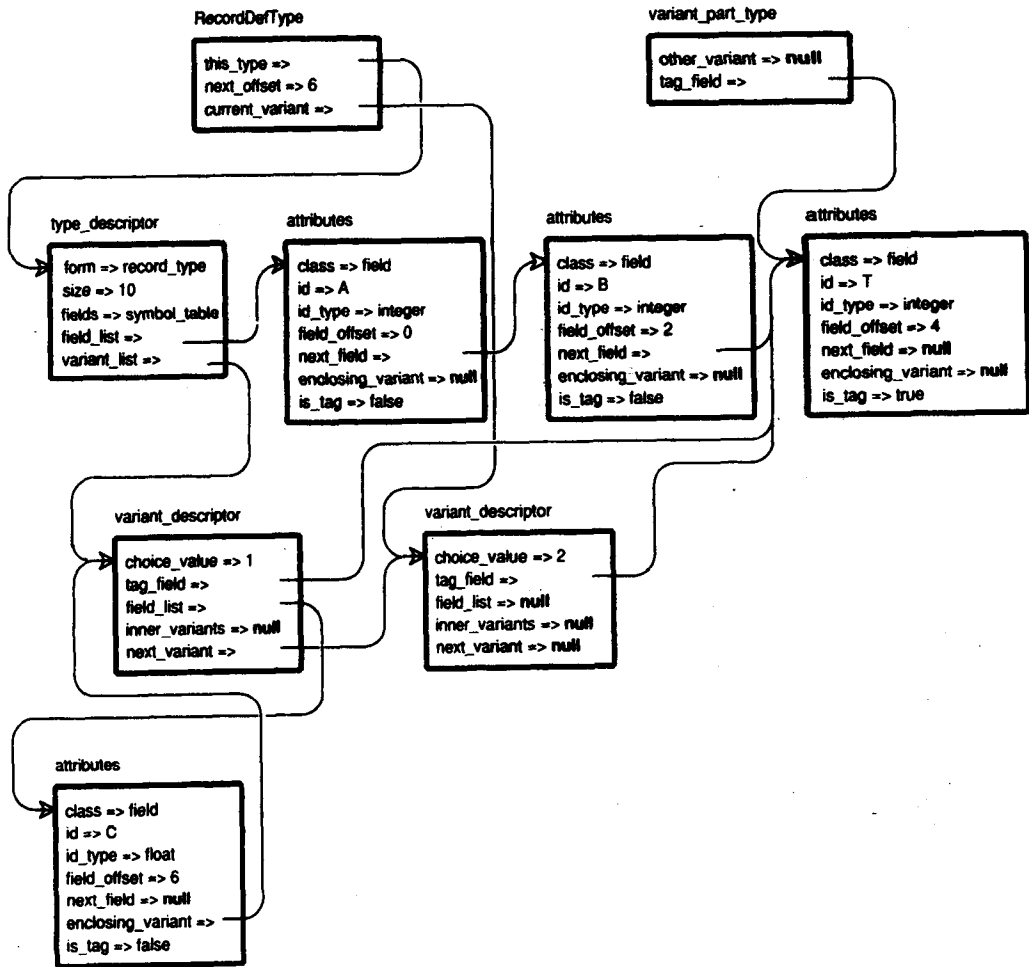 RecordDefType
this_type =>
next_offset => 6
current_variant =>
variant_part_type
other_variant => null
tag_field =>
type_descriptor
form => record_type
size => 10
fields => symbol_table
field_list =>
variant_list =>
attributes
class => field
id => A
id_type => integer
field_offset => 0
next_field =>
enclosing_variant => null
is_tag => false
attributes
class => field
id => B
id_type => integer
field_offset => 2
next_field =>
enclosing_variant => null
is_tag => false
attributes
class => field
id => T
id_type => integer
field_offset => 4
next_field => null
enclosing_variant => null
is_tag => true
variant_descriptor
choice_value => 1
tag_field =>
field_list =>
inner_variants => null
next_variant =>
variant_descriptor
choice_value => 2
tag_field =>
field_list => null
inner_variants => null
next_variant => null
attributes
class => field
id => C
id_type => float
field_offset => 6
next_field => null
enclosing_variant =>
is_tag => false